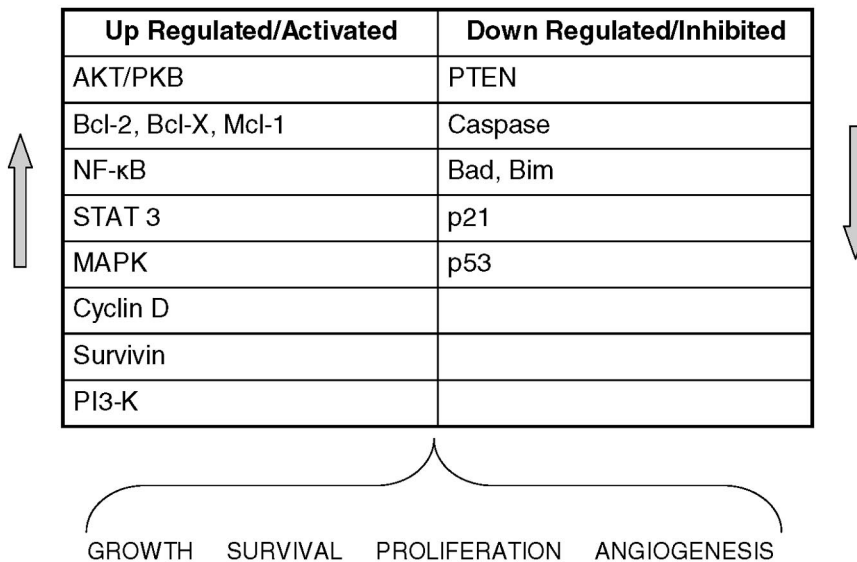 Up Regulated/Activated Down Regulated/Inhibited
AKT/PKB PTEN
Bcl-2, Bcl-X, Mcl-1 Caspase
NF-κB Bad, Bim
STAT 3 p21
MAPK p53
Cyclin D
Survivin
PI3-K
GROWTH SURVIVAL PROLIFERATION ANGIOGENESIS